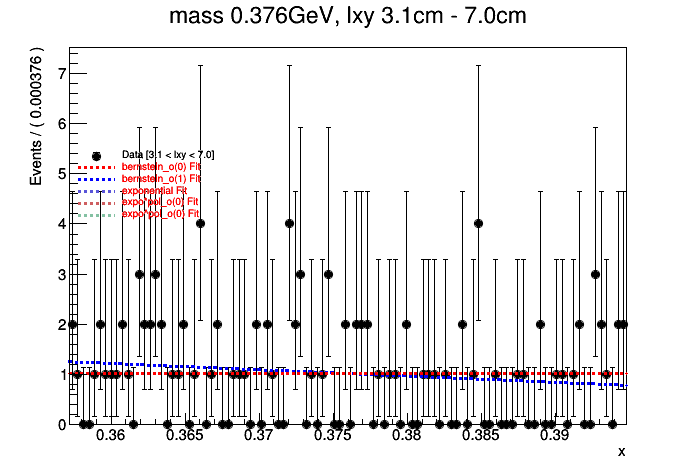 mass 0.376GeV, lxy 3.1cm - 7.0cm
Events / ( 0.000376 )
7
6
5
4
3
2
1
0
Data [3.1 < lxy < 7.0]
bernstein_o(0) Fit
bernstein_o(1) Fit
exponential Fit
expo*pol_o(0) Fit
expo*pol_o(0) Fit
0.36 0.365 0.37 0.375 0.38 0.385 0.39
x